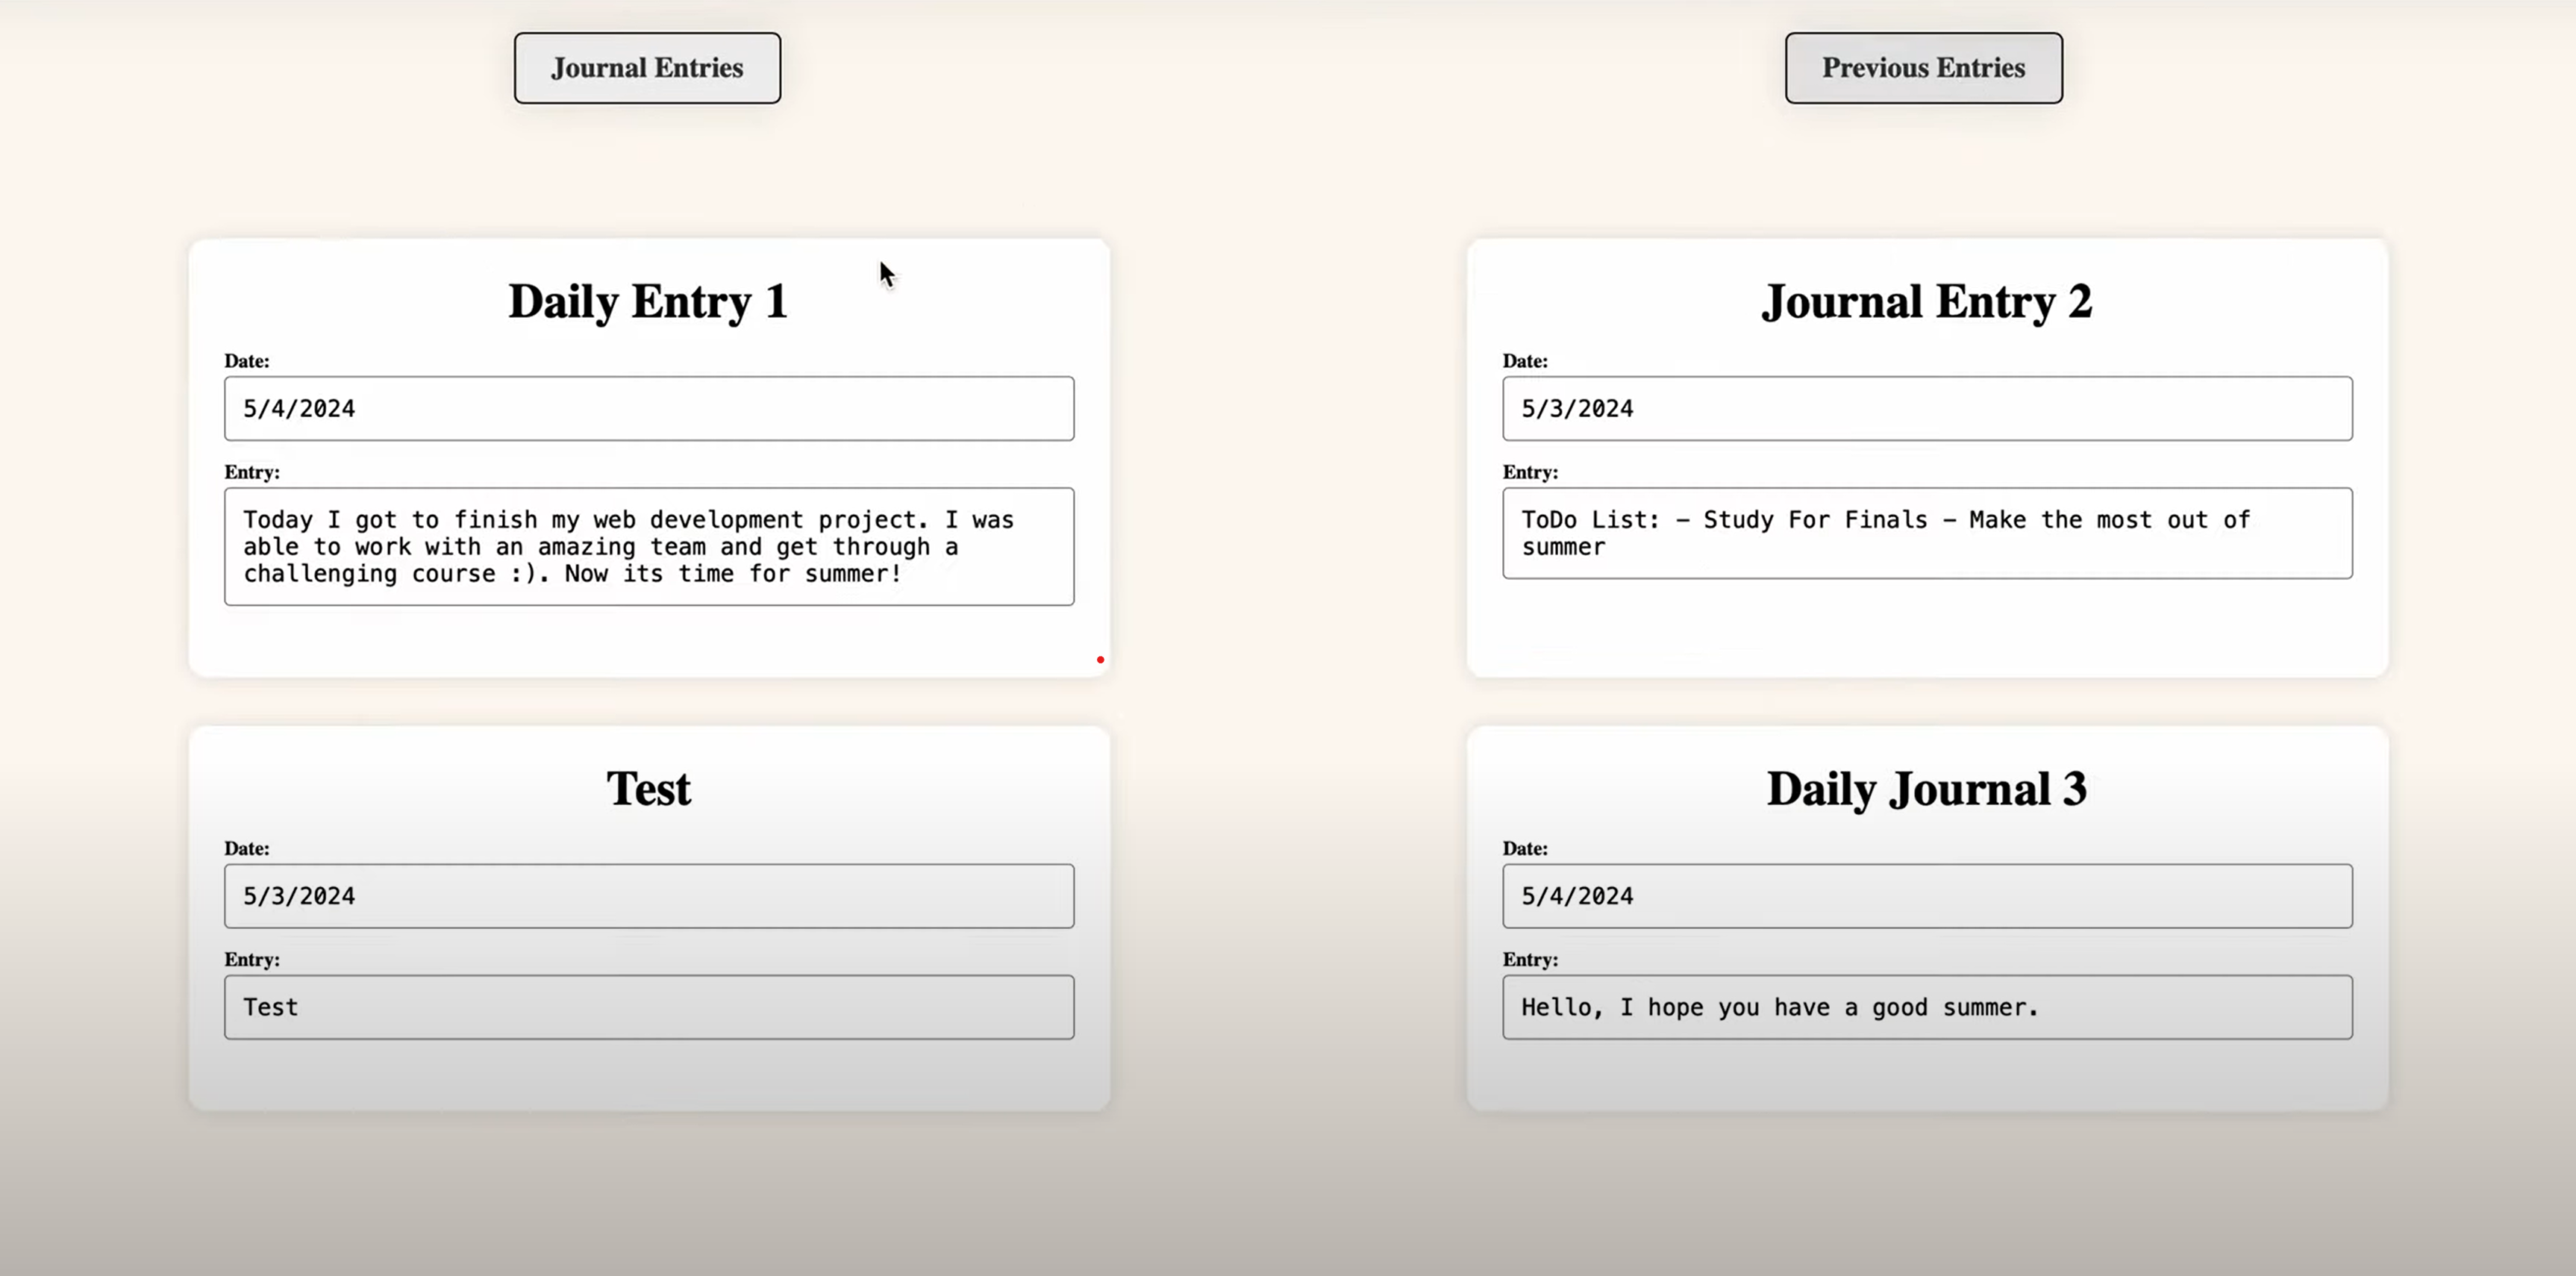 Journal Entries
Previous Entries
Daily Entry 1
Date:
5/4/2024
Entry:
Today I got to finish my web development project. I was
able to work with an amazing team and get through a
challenging course :). Now its time for summer!
Journal Entry 2
Date:
5/3/2024
Entry:
ToDo List: – Study For Finals – Make the most out of
summer
Test
Date:
5/3/2024
Entry:
Test
Daily Journal 3
Date:
5/4/2024
Entry:
Hello, I hope you have a good summer.